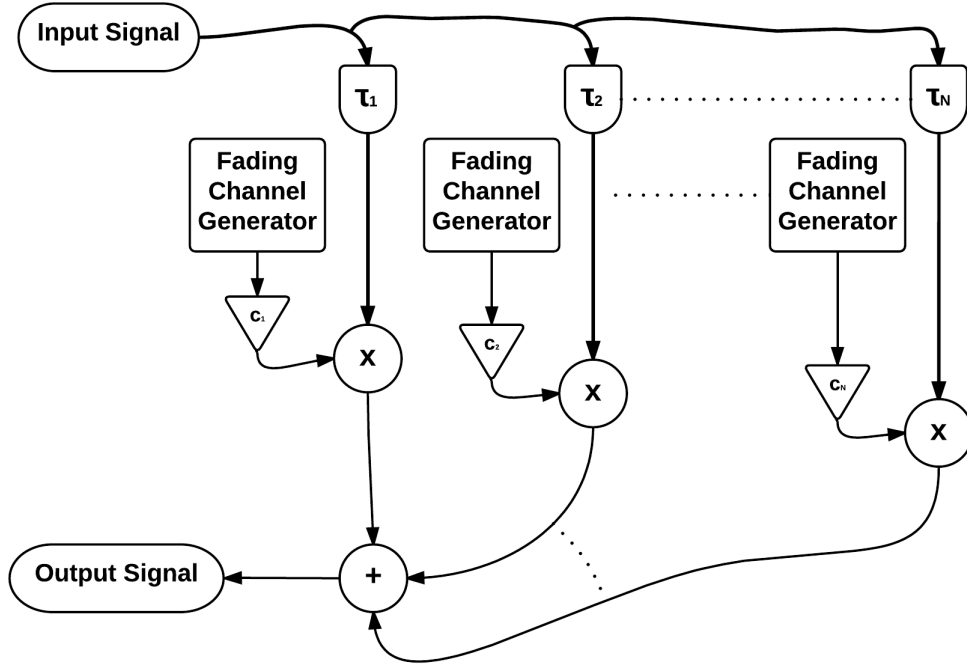 Input Signal
τ1
τ2
τN
Fading
Channel
Generator
Fading
Channel
Generator
Fading
Channel
Generator
c1
c2
cN
x
x
x
Output Signal
+